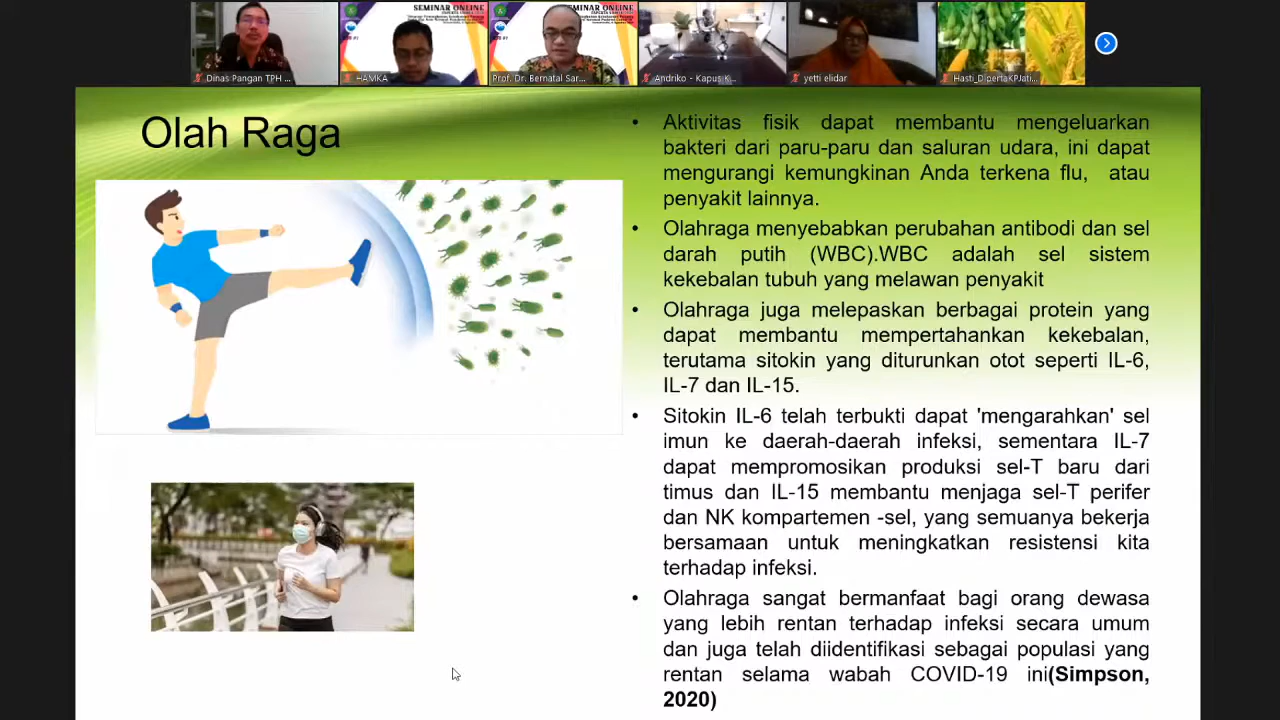 SEMINAR ONLINE
SEMINAR ONLINE
Dinas Pangan TPH ...
HAMKA
Prof. Dr. Bernatal Sar...
Andriko - Kapus K...
yetti elidar
Hasti_DipertaKPJati...
Olah Raga
• Aktivitas fisik dapat membantu mengeluarkan
bakteri dari paru-paru dan saluran udara, ini dapat
mengurangi kemungkinan Anda terkena flu, atau
penyakit lainnya.
• Olahraga menyebabkan perubahan antibodi dan sel
darah putih (WBC).WBC adalah sel sistem
kekebalan tubuh yang melawan penyakit
• Olahraga juga melepaskan berbagai protein yang
dapat membantu mempertahankan kekebalan,
terutama sitokin yang diturunkan otot seperti IL-6,
IL-7 dan IL-15.
• Sitokin IL-6 telah terbukti dapat 'mengarahkan' sel
imun ke daerah-daerah infeksi, sementara IL-7
dapat mempromosikan produksi sel-T baru dari
timus dan IL-15 membantu menjaga sel-T perifer
dan NK kompartemen -sel, yang semuanya bekerja
bersamaan untuk meningkatkan resistensi kita
terhadap infeksi.
• Olahraga sangat bermanfaat bagi orang dewasa
yang lebih rentan terhadap infeksi secara umum
dan juga telah diidentifikasi sebagai populasi yang
rentan selama wabah COVID-19 ini(Simpson,
2020)